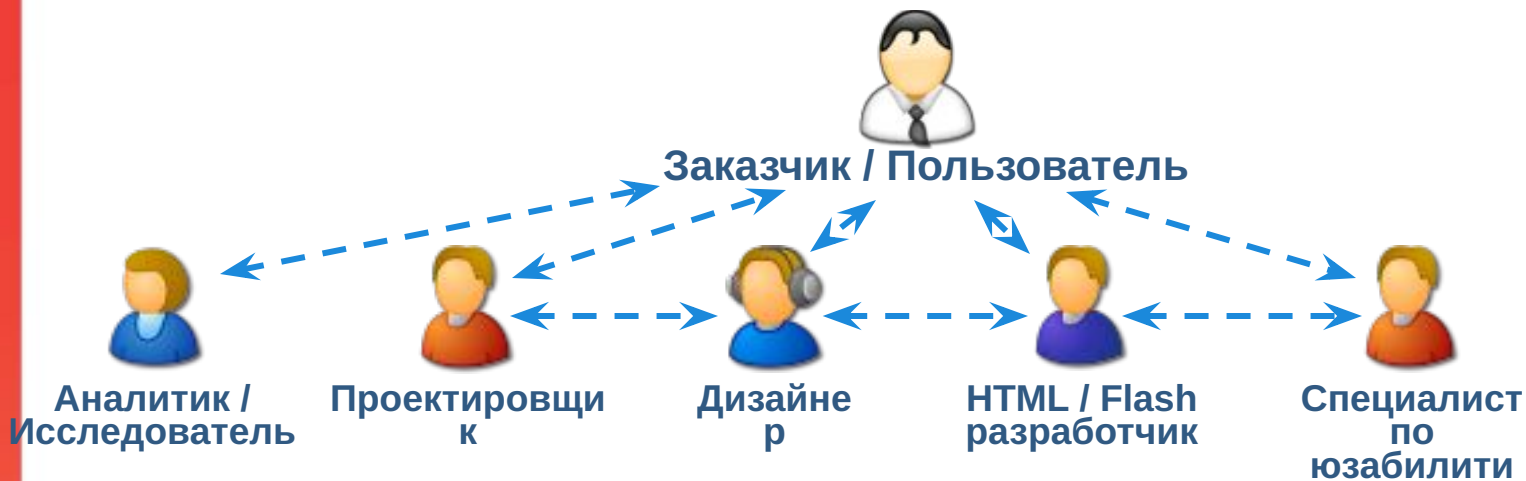 Заказчик / Пользователь
Аналитик /
Исследователь
Проектировщи
к
Дизайне
р
HTML / Flash
разработчик
Специалист
по
юзабилити